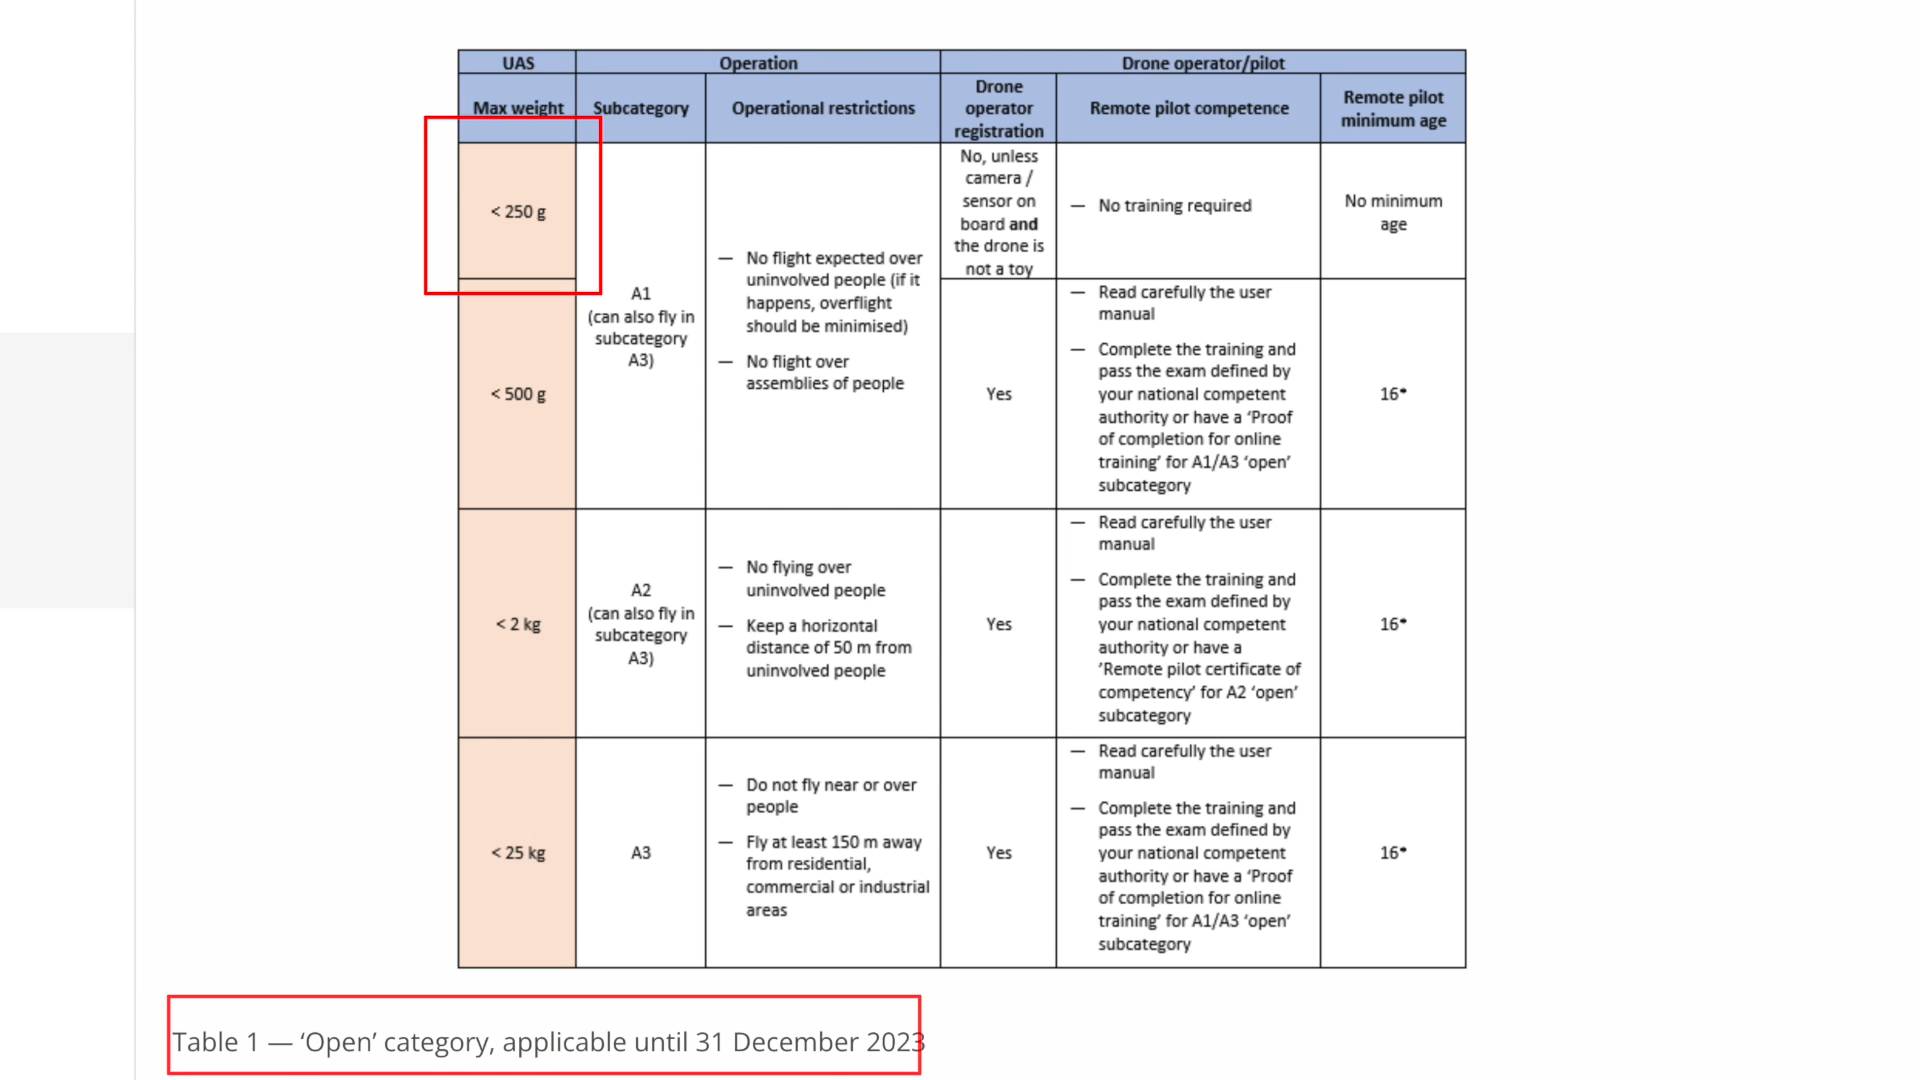 UAS
Operation
Drone operator/pilot
Max weight
Subcategory
Operational restrictions
Drone
operator
registration
Remote pilot competence
Remote pilot
minimum age
< 250 g
A1
(can also fly in
subcategory
A3)
— No flight expected over
uninvolved people (if it
happens, overflight
should be minimised)
— No flight over
assemblies of people
No, unless
camera /
sensor on
board and
the drone is
not a toy
— No training required
No minimum
age
< 500 g
Yes
— Read carefully the user
manual
— Complete the training and
pass the exam defined by
your national competent
authority or have a ‘Proof
of completion for online
training’ for A1/A3 ‘open’
subcategory
16*
< 2 kg
A2
(can also fly in
subcategory
A3)
— No flying over
uninvolved people
— Keep a horizontal
distance of 50 m from
uninvolved people
Yes
— Read carefully the user
manual
— Complete the training and
pass the exam defined by
your national competent
authority or have a
’Remote pilot certificate of
competency’ for A2 ‘open’
subcategory
16*
< 25 kg
A3
— Do not fly near or over
people
— Fly at least 150 m away
from residential,
commercial or industrial
areas
Yes
— Read carefully the user
manual
— Complete the training and
pass the exam defined by
your national competent
authority or have a ‘Proof
of completion for online
training’ for A1/A3 ‘open’
subcategory
16*
Table 1 — ‘Open’ category, applicable until 31 December 2023